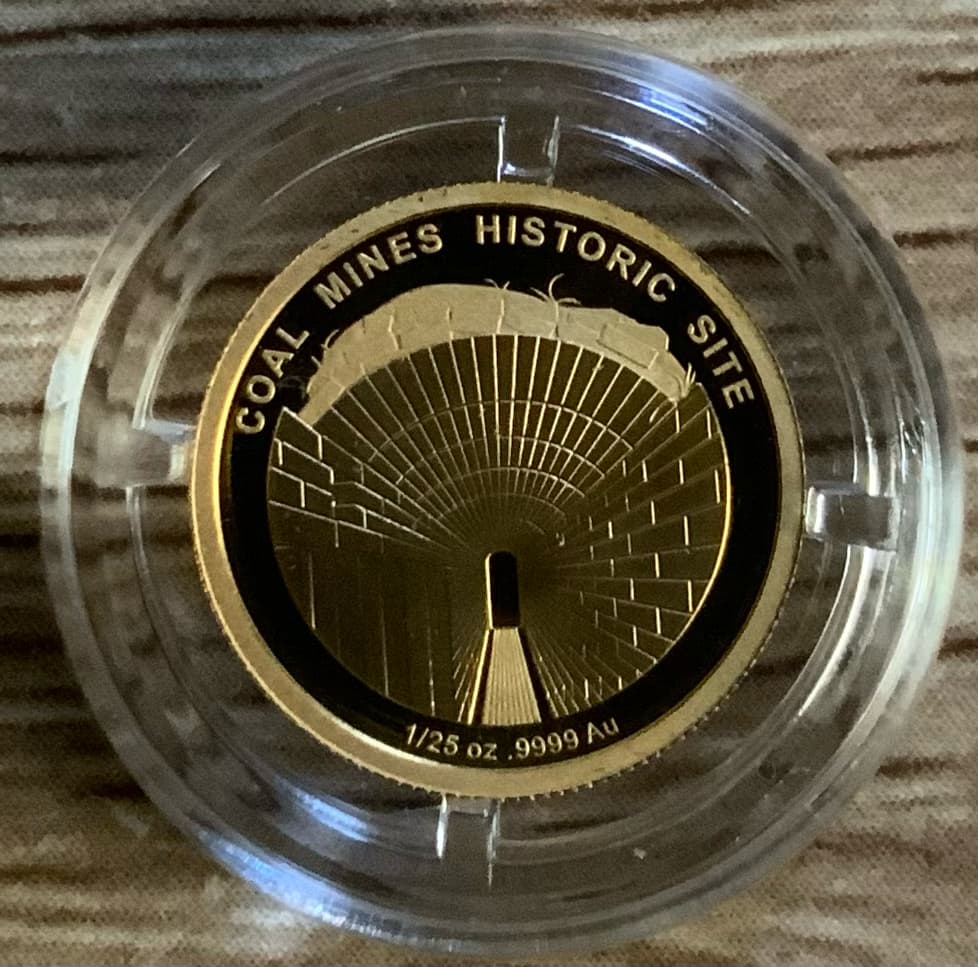 COAL MINES HISTORIC SITE
1/25 oz .9999 Au